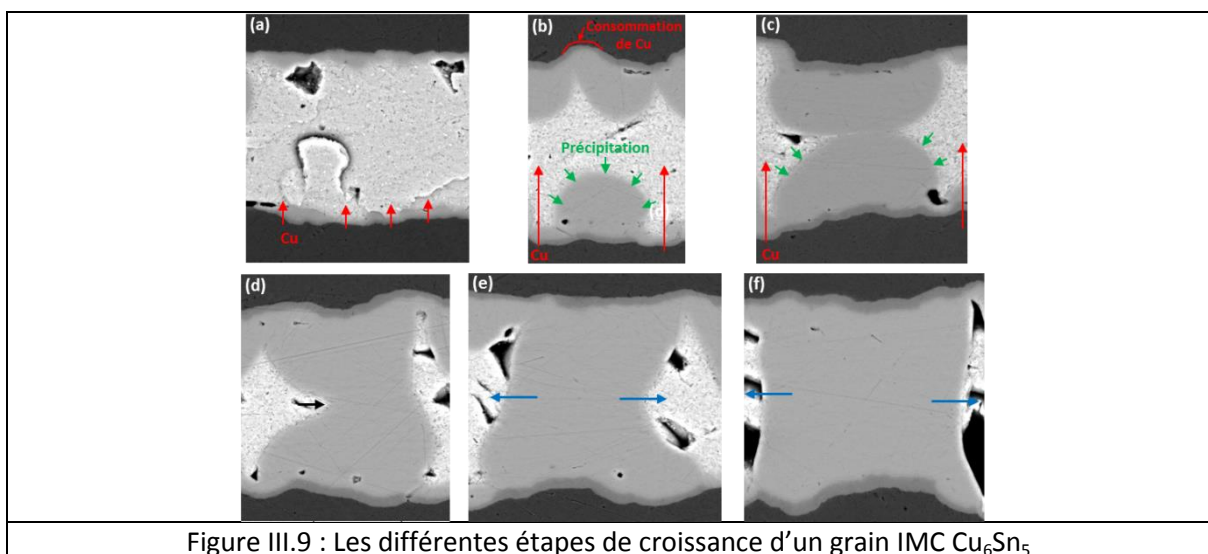 (a)
Cu
(b)
Consommation
de Cu
Précipitation
Cu
(c)
Cu
(d)
(e)
(f)
Figure III.9 : Les différentes étapes de croissance d'un grain IMC Cu₆Sn₅